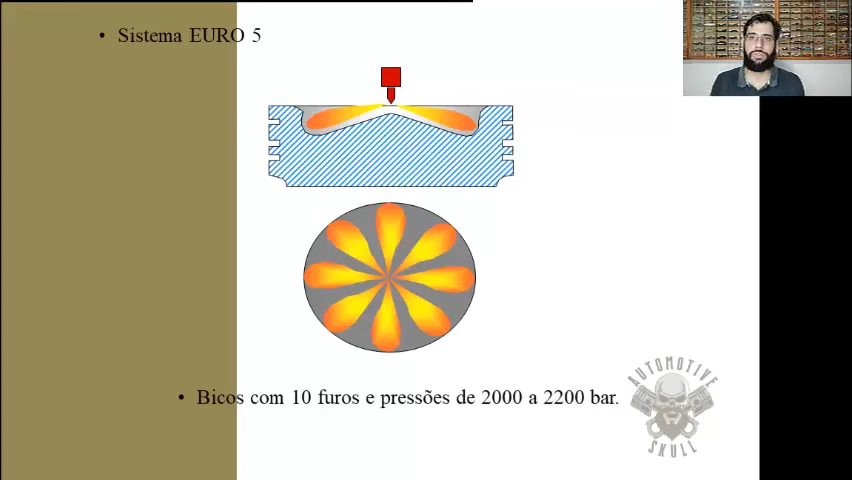 • Sistema EURO 5
• Bicos com 10 furos e pressões de 2000 a 2200 bar.
AUTOMOTIVE
SKULL